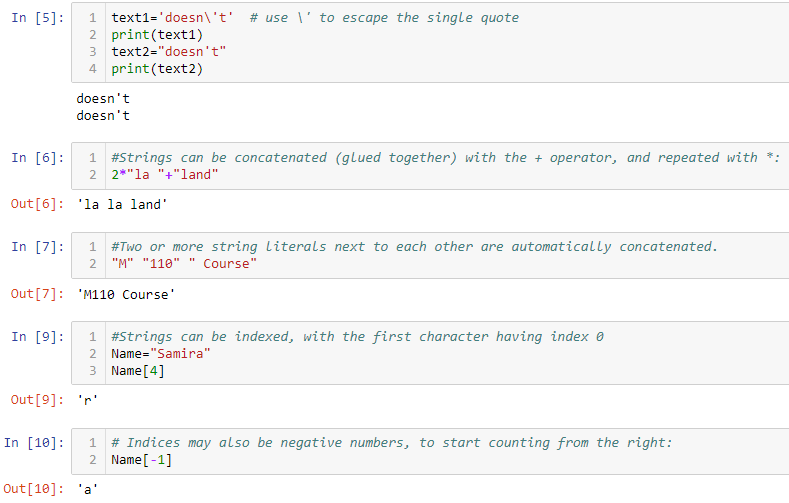 In [5]: 1 text1='doesn\'t'  # use \' to escape the single quote
2 print(text1)
3 text2="doesn't"
4 print(text2)
doesn't
doesn't
In [6]: 1 #Strings can be concatenated (glued together) with the + operator, and repeated with *:
2 2*"la "+"land"
Out[6]: 'la la land'
In [7]: 1 #Two or more string literals next to each other are automatically concatenated.
2 "M" "110" " Course"
Out[7]: 'M110 Course'
In [9]: 1 #Strings can be indexed, with the first character having index 0
2 Name="Samira"
3 Name[4]
Out[9]: 'r'
In [10]: 1 # Indices may also be negative numbers, to start counting from the right:
2 Name[-1]
Out[10]: 'a'